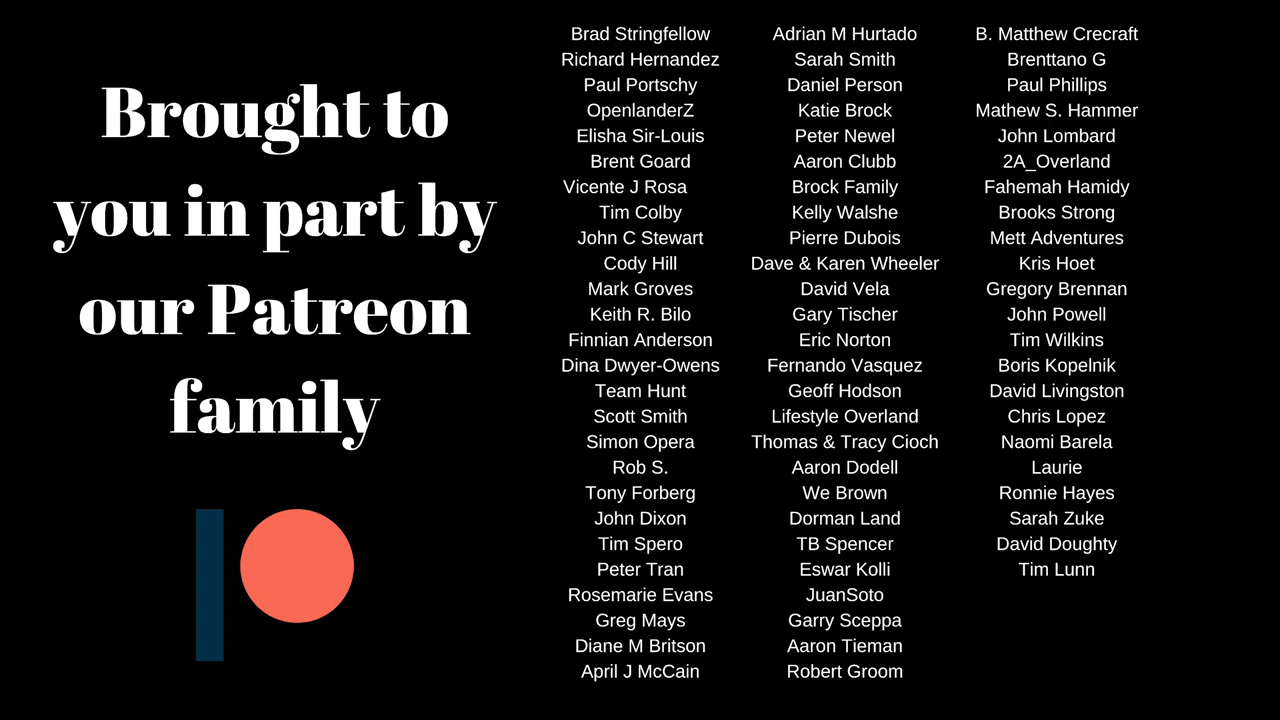 Brought to
you in part by
our Patreon
family
Brad Stringfellow
Richard Hernandez
Paul Portschy
OpenlanderZ
Elisha Sir-Louis
Brent Goard
Vicente J Rosa
Tim Colby
John C Stewart
Cody Hill
Mark Groves
Keith R. Bilo
Finnian Anderson
Dina Dwyer-Owens
Team Hunt
Scott Smith
Simon Opera
Rob S.
Tony Forberg
John Dixon
Tim Spero
Peter Tran
Rosemarie Evans
Greg Mays
Diane M Britson
April J McCain
Adrian M Hurtado
Sarah Smith
Daniel Person
Katie Brock
Peter Newel
Aaron Clubb
Brock Family
Kelly Walshe
Pierre Dubois
Dave & Karen Wheeler
David Vela
Gary Tischer
Eric Norton
Fernando Vasquez
Geoff Hodson
Lifestyle Overland
Thomas & Tracy Cioch
Aaron Dodell
We Brown
Dorman Land
TB Spencer
Eswar Kolli
JuanSoto
Garry Sceppa
Aaron Tieman
Robert Groom
B. Matthew Crecraft
Brenttano G
Paul Phillips
Mathew S. Hammer
John Lombard
2A_Overland
Fahemah Hamidy
Brooks Strong
Mett Adventures
Kris Hoet
Gregory Brennan
John Powell
Tim Wilkins
Boris Kopelnik
David Livingston
Chris Lopez
Naomi Barela
Laurie
Ronnie Hayes
Sarah Zuke
David Doughty
Tim Lunn